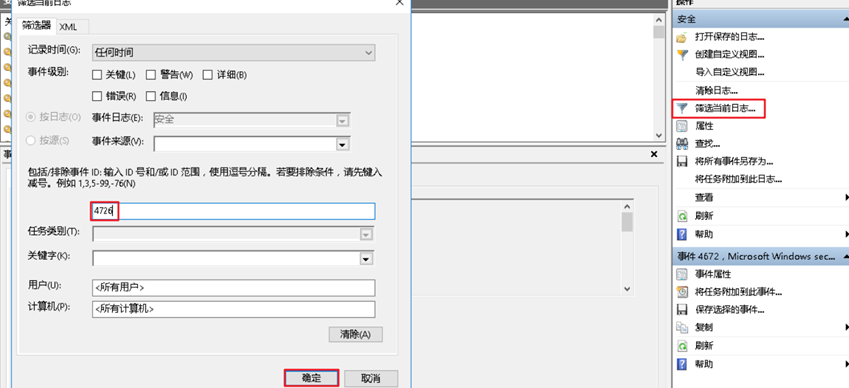 筛选当前日志
操作
筛选器 XML
安全
记录时间(G): 任何时间
打开保存的日志...
创建自定义视图...
事件级别: 关键(L) 警告(W) 详细(B)
导入自定义视图...
错误(R) 信息(I)
清除日志...
按日志(O) 事件日志(E): 安全
筛选当前日志...
按源(S) 事件来源(V):
属性
查找...
包括/排除事件 ID: 输入 ID 号和/或 ID 范围，使用逗号分隔。若要排除条件，请先键入
减号。例如 1,3,5-99,-76(N)
将所有事件另存为...
将任务附加到此日志...
4726
查看
任务类别(T):
刷新
关键字(K):
帮助
事件 4672，Microsoft Windows sec...
用户(U): <所有用户>
事件属性
计算机(P): <所有计算机>
将任务附加到此事件...
保存选择的事件...
清除(A)
复制
刷新
帮助
确定 取消